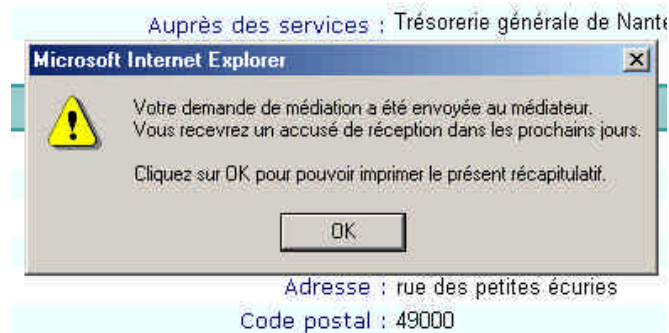 Auprès des services : Trésorerie générale de Nante
Microsoft Internet Explorer
Votre demande de médiation a été envoyée au médiateur.
Vous recevrez un accusé de réception dans les prochains jours.
Cliquez sur OK pour pouvoir imprimer le présent récapitulatif.
OK
Adresse : rue des petites écuries
Code postal : 49000